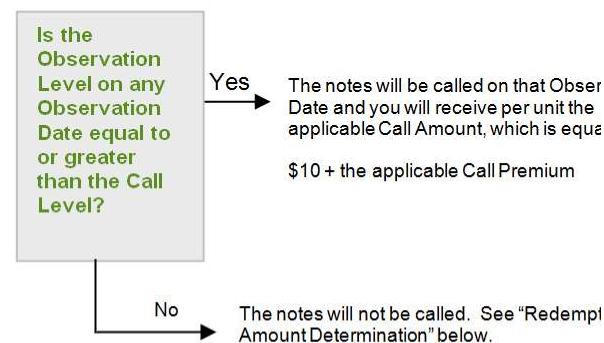 Is the
Observation
Level on any
Observation
Date equal to
or greater
than the Call
Level?
Yes
The notes will be called on that
Date and you will receive per unit the
applicable Call Amount, which is
$10 + the applicable Call Premium
No
The notes will not be called. See
Amount Determination” below.